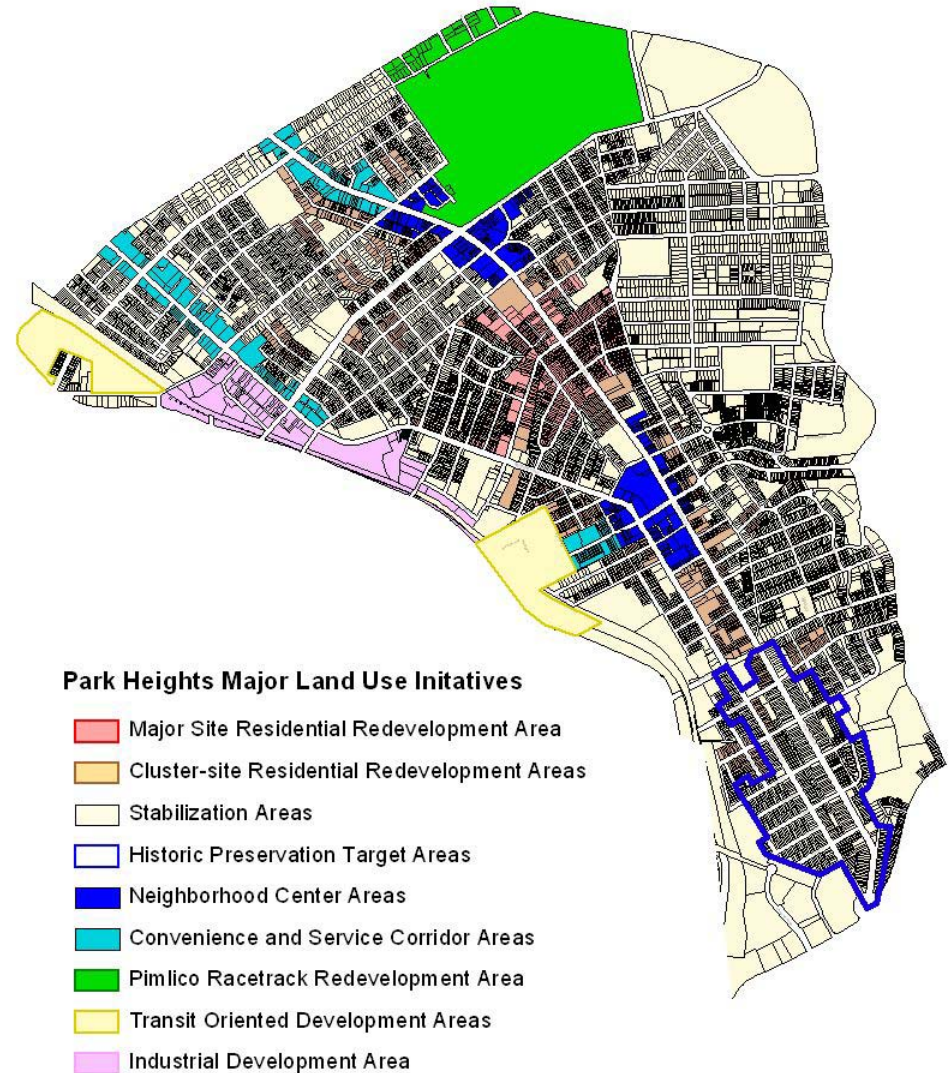 Park Heights Major Land Use Initatives
Major Site Residential Redevelopment Area
Cluster-site Residential Redevelopment Areas
Stabilization Areas
Historic Preservation Target Areas
Neighborhood Center Areas
Convenience and Service Corridor Areas
Pimlico Racetrack Redevelopment Area
Transit Oriented Development Areas
Industrial Development Area